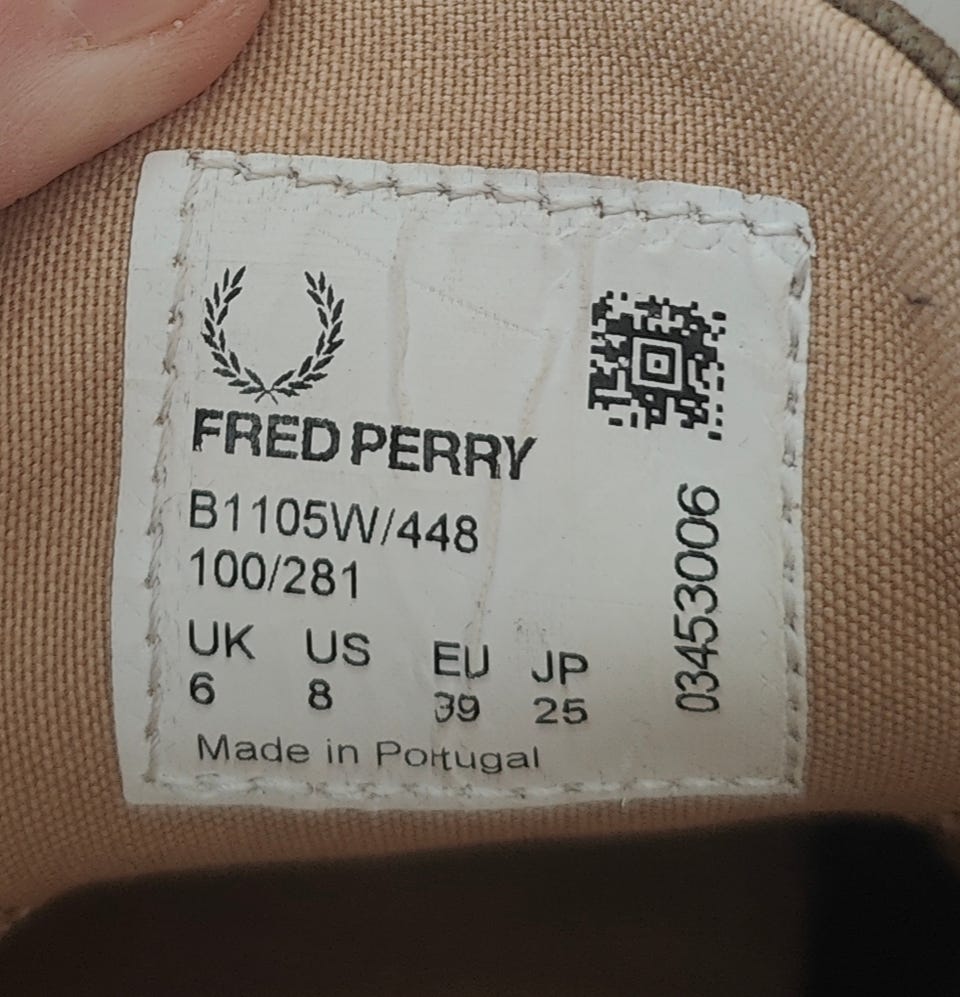 FRED PERRY
B1105W/448
100/281
UK US EU JP
6 8 39 25
Made in Portugal
03453006